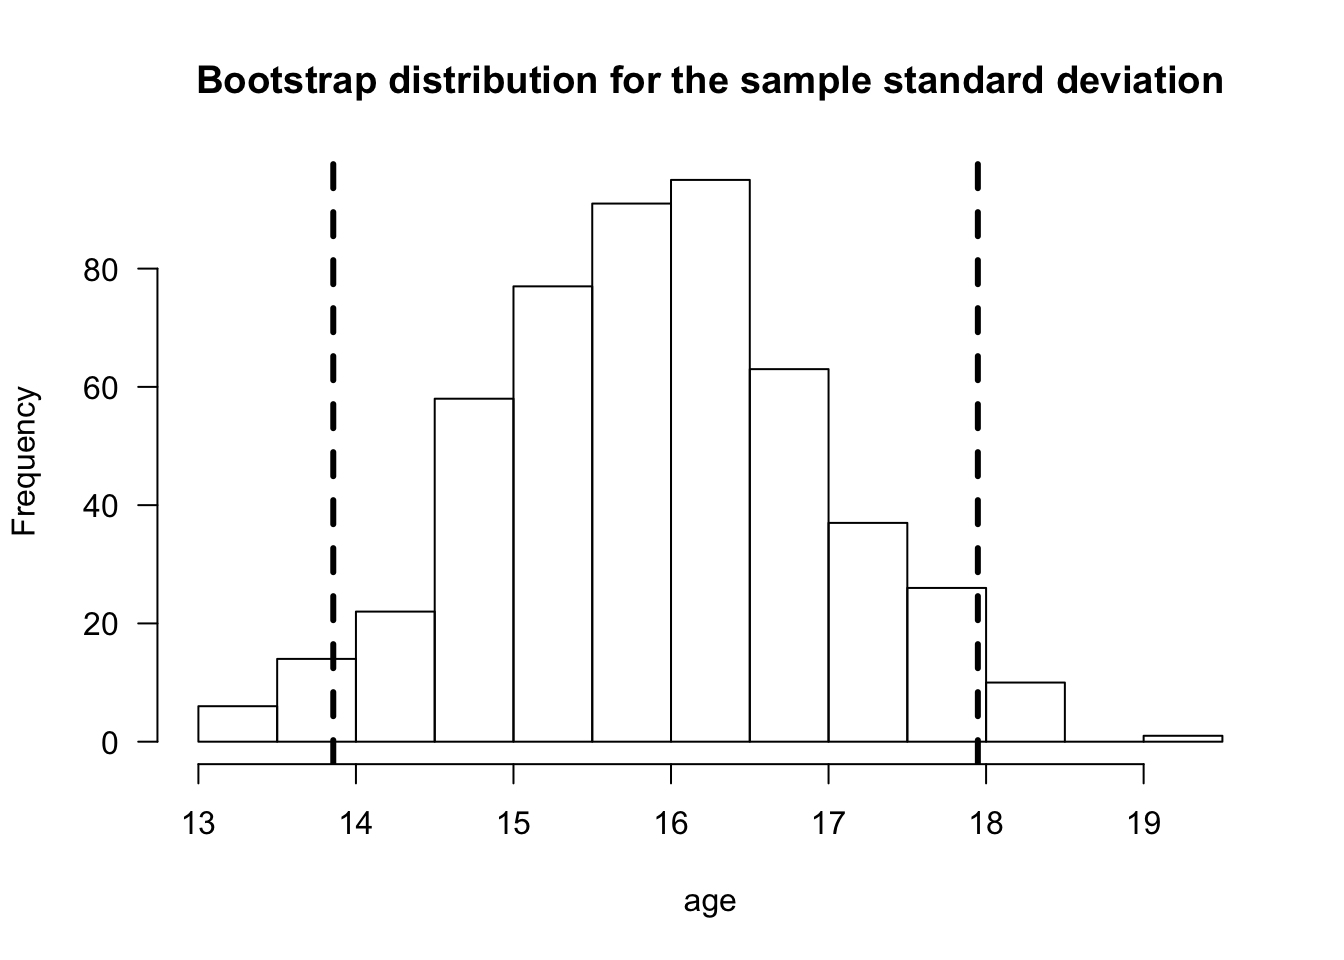 Bootstrap distribution for the sample standard deviation
80
60
40
20
0
Frequency
13 14 15 16 17 18 19
age